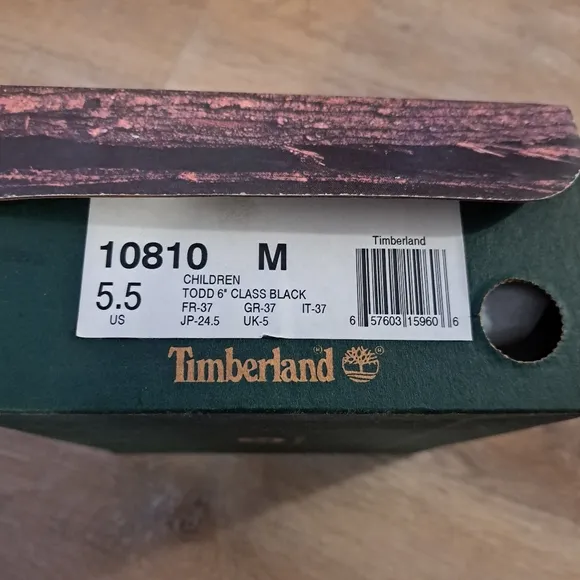 10810 M
Timberland
CHILDREN
TODD 6" CLASS BLACK
5.5
US
FR-37 GR-37 IT-37
JP-24.5 UK-5
6 57603 15960 6
Timberland